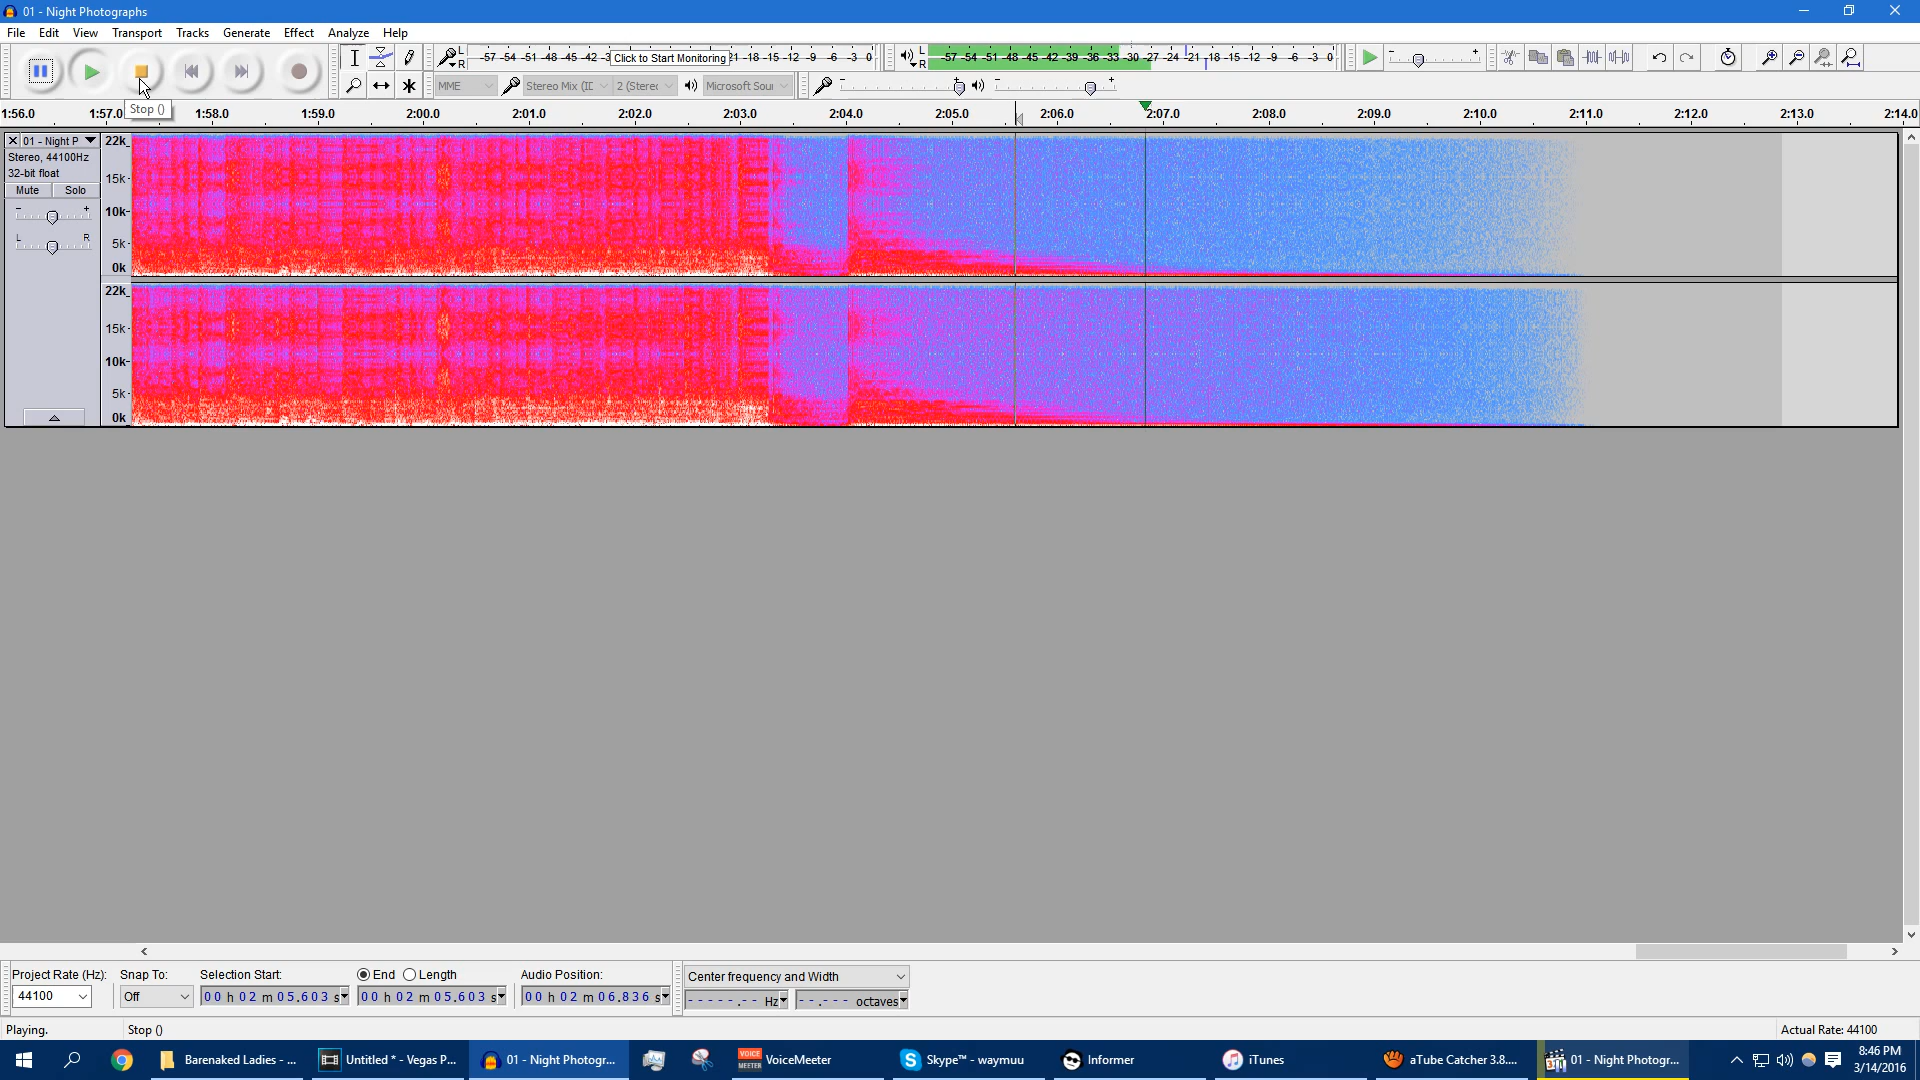 01 - Night Photographs
File Edit View Transport Tracks Generate Effect Analyze Help
L R -57 -54 -51 -48 -45 -42 -3 Click to Start Monitoring 21 -18 -15 -12 -9 -6 -3 0
L R -57 -54 -51 -48 -45 -42 -39 -36 -33 -30 -27 -24 -21 -18 -15 -12 -9 -6 -3 0
MME Stereo Mix (ID 2 (Stered Microsoft Sou
Stop ()
1:56.0 1:57.0 1:58.0 1:59.0 2:00.0 2:01.0 2:02.0 2:03.0 2:04.0 2:05.0 2:06.0 2:07.0 2:08.0 2:09.0 2:10.0 2:11.0 2:12.0 2:13.0 2:14.0
01 - Night P
Stereo, 44100Hz
32-bit float
Mute Solo
- +
L R
22k
15k
10k
5k
0k
22k
15k
10k
5k
0k
Project Rate (Hz): Snap To: Selection Start: End Length Audio Position: Center frequency and Width
44100 Off 00 h 02 m 05.603 s 00 h 02 m 05.603 s 00 h 02 m 06.836 s -----.-- Hz --.--- octaves
Playing. Stop () Actual Rate: 44100
Barenaked Ladies - ... Untitled * - Vegas P... 01 - Night Photogr... VOICE MEETER VoiceMeeter Skype™ - waymuu Informer iTunes aTube Catcher 3.8.... 01 - Night Photogr...
8:46 PM
3/14/2016